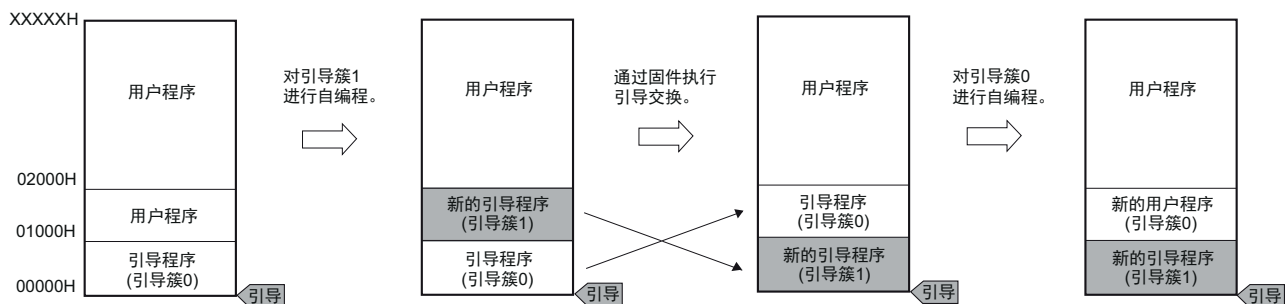 XXXXXH
02000H
01000H
00000H
用户程序
用户程序
引导程序
(引导簇0)
引导
对引导簇1
进行自编程。
用户程序
新的引导程序
(引导簇1)
引导程序
(引导簇0)
引导
通过固件执行
引导交换。
用户程序
引导程序
(引导簇0)
新的引导程序
(引导簇1)
引导
对引导簇0
进行自编程。
用户程序
新的用户程序
(引导簇0)
新的引导程序
(引导簇1)
引导